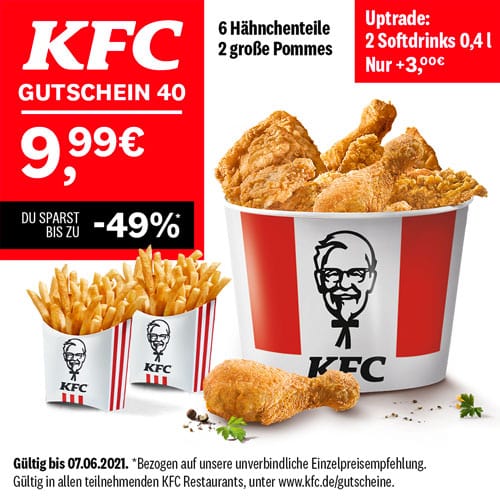 KFC
GUTSCHEIN 40
9,99€
DU SPARST
BIS ZU
-49%*
6 Hähnchenteile
2 große Pommes
Uptrade:
2 Softdrinks 0,4 l
Nur +3,00€
KFC
KFC
KFC
Gültig bis 07.06.2021. *Bezogen auf unsere unverbindliche Einzelpreisempfehlung.
Gültig in allen teilnehmenden KFC Restaurants, unter www.kfc.de/gutscheine.